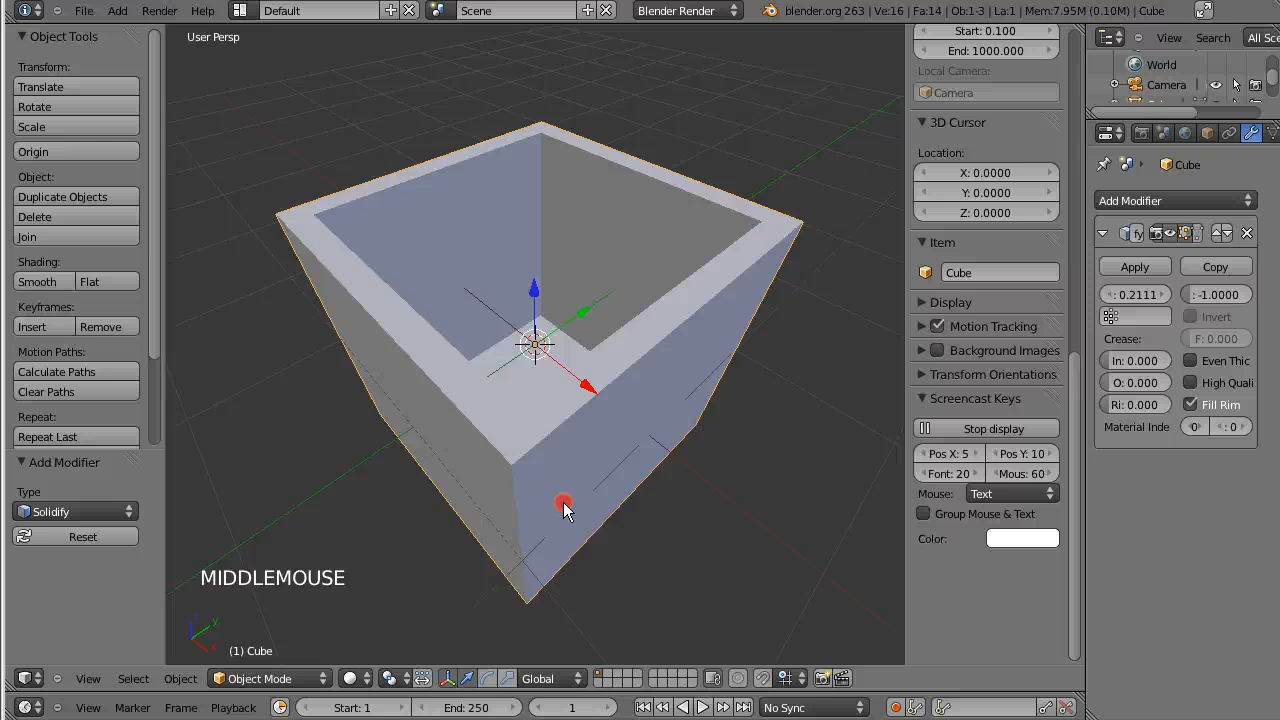 File Add Render Help Default Scene Blender Render blender.org 263 | Ve:16 | Fa:14 | Ob:1-3 | La:1 | Mem:7.95M (0.10M) | Cube
Object Tools
Transform:
Translate
Rotate
Scale
Origin
Object:
Duplicate Objects
Delete
Join
Shading:
Smooth Flat
Keyframes:
Insert Remove
Motion Paths:
Calculate Paths
Clear Paths
Repeat:
Repeat Last
Add Modifier
Type
Solidify
Reset
User Persp
MIDDLEMOUSE
z
y
x
(1) Cube
Start: 0.100
End: 1000.000
Local Camera:
Camera
3D Cursor
Location:
X: 0.0000
Y: 0.0000
Z: 0.0000
Item
Cube
Display
Motion Tracking
Background Images
Transform Orientations
Screencast Keys
Stop display
Pos X: 5 Pos Y: 10
Font: 20 Mous: 60
Mouse: Text
Group Mouse & Text
Color:
View Search All Sce
World
Camera
Cube
Add Modifier
fy
Apply Copy
: 0.2111 : -1.0000
Invert
Crease: F: 0.000
In: 0.000 Even Thic
O: 0.000 High Quali
Ri: 0.000 Fill Rim
Material Inde 0 : 0
View Select Object Object Mode Global
View Marker Frame Playback Start: 1 End: 250 1 No Sync